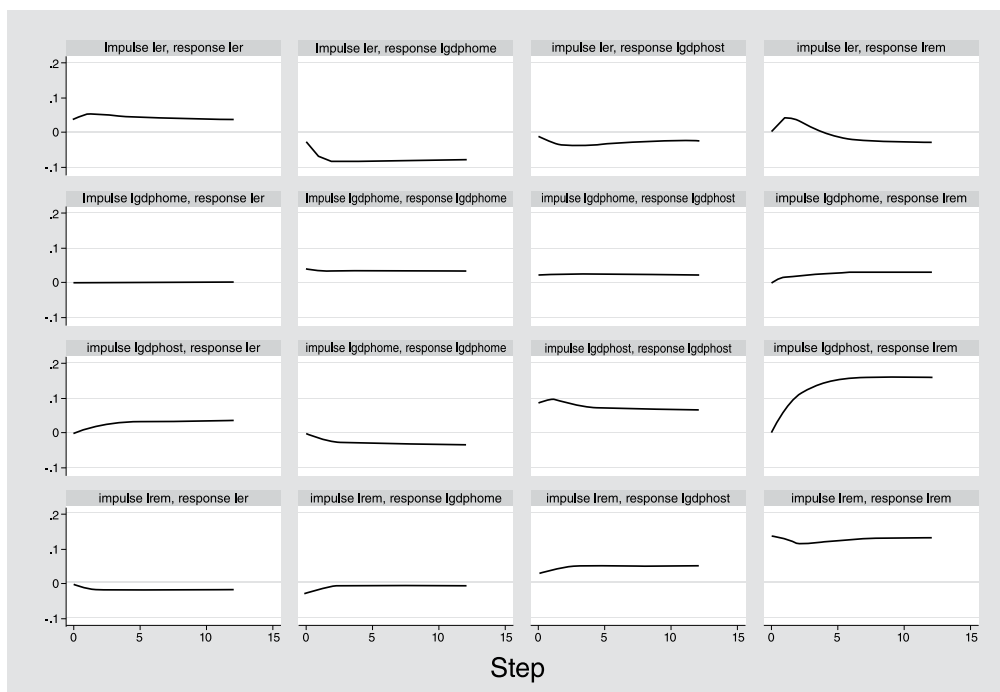 Impulse ler, response ler
Impulse ler, response lgdphome
impulse ler, response lgdphost
impulse ler, response lrem
.2
.1
0
-.1
Impulse lgdphome, response ler
Impulse lgdphome, response lgdphome
impulse lgdphome, response lgdphost
impulse lgdphome, response lrem
.2
.1
0
-.1
impulse lgdphost, response ler
impulse lgdphome, response lgdphome
impulse lgdphost, response lgdphost
impulse lgdphost, response lrem
.2
.1
0
-.1
impulse lrem, response ler
impulse lrem, response lgdphome
impulse lrem, response lgdphost
impulse lrem, response lrem
.2
.1
0
-.1
0 5 10 15 0 5 10 15 0 5 10 15 0 5 10 15
Step